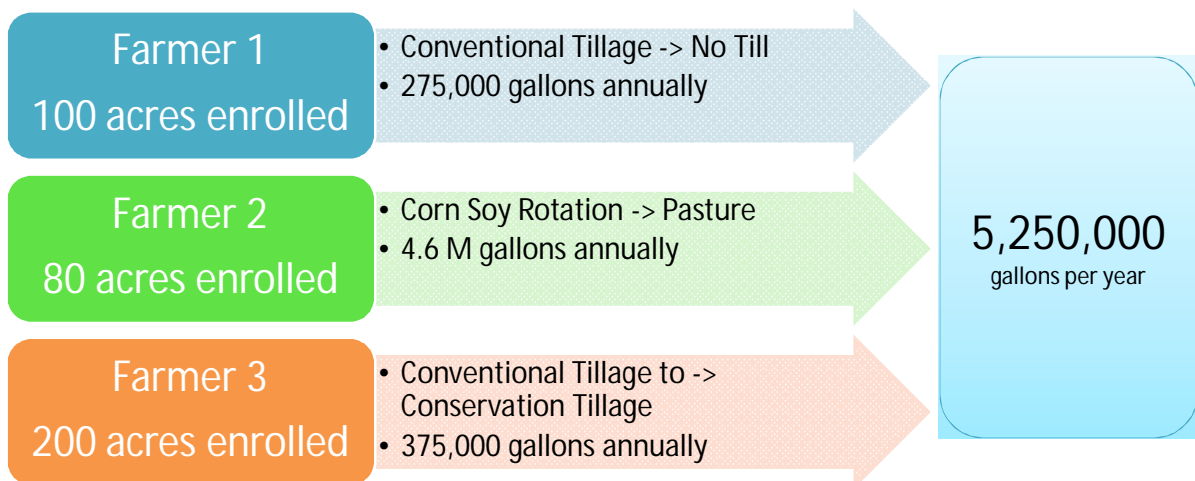 Farmer 1
100 acres enrolled
• Conventional Tillage -> No Till
• 275,000 gallons annually
Farmer 2
80 acres enrolled
• Corn Soy Rotation -> Pasture
• 4.6 M gallons annually
Farmer 3
200 acres enrolled
• Conventional Tillage to ->
Conservation Tillage
• 375,000 gallons annually
5,250,000
gallons per year